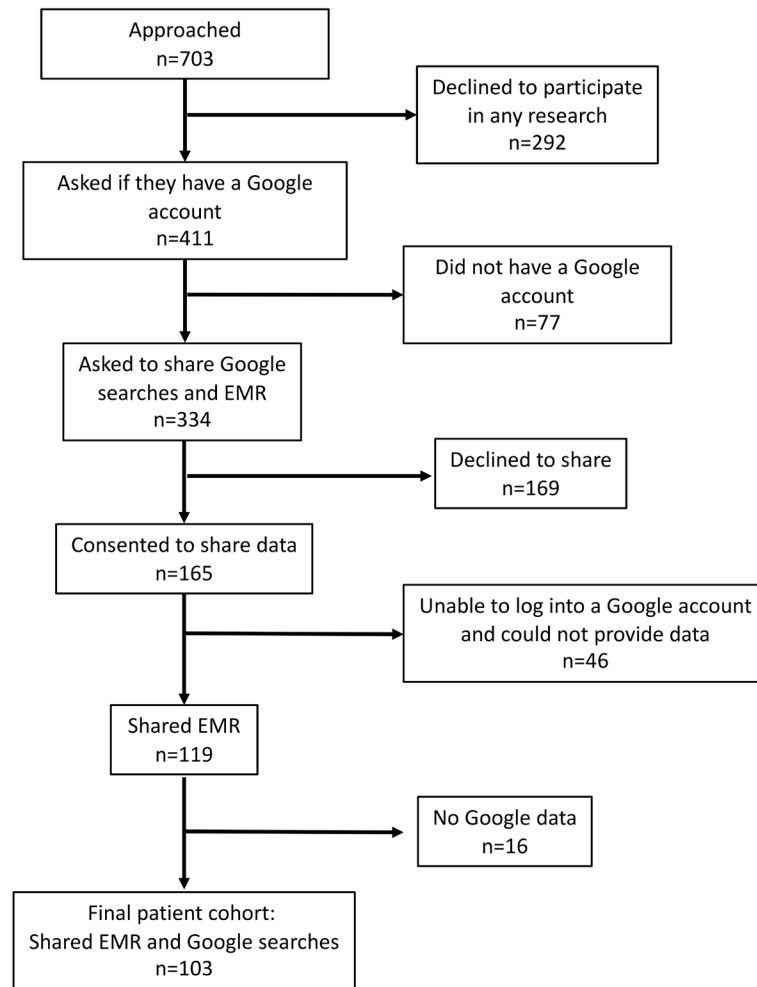 Approached
n=703
Declined to participate
in any research
n=292
Asked if they have a Google
account
n=411
Did not have a Google
account
n=77
Asked to share Google
searches and EMR
n=334
Declined to share
n=169
Consented to share data
n=165
Unable to log into a Google account
and could not provide data
n=46
Shared EMR
n=119
No Google data
n=16
Final patient cohort:
Shared EMR and Google searches
n=103